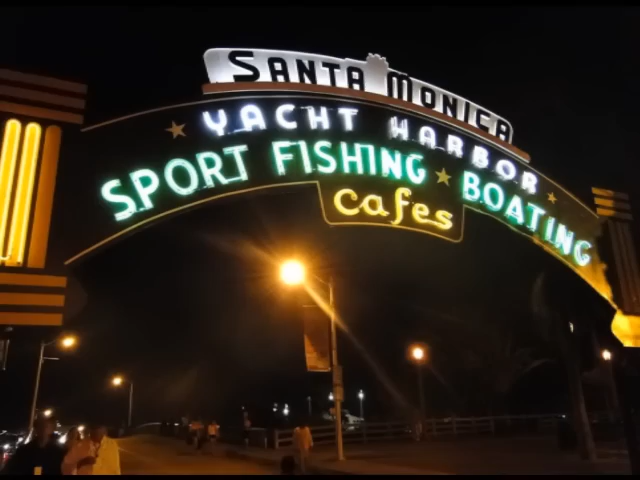 SANTA MONICA
YACHT HARBOR
SPORT FISHING BOATING
cafes